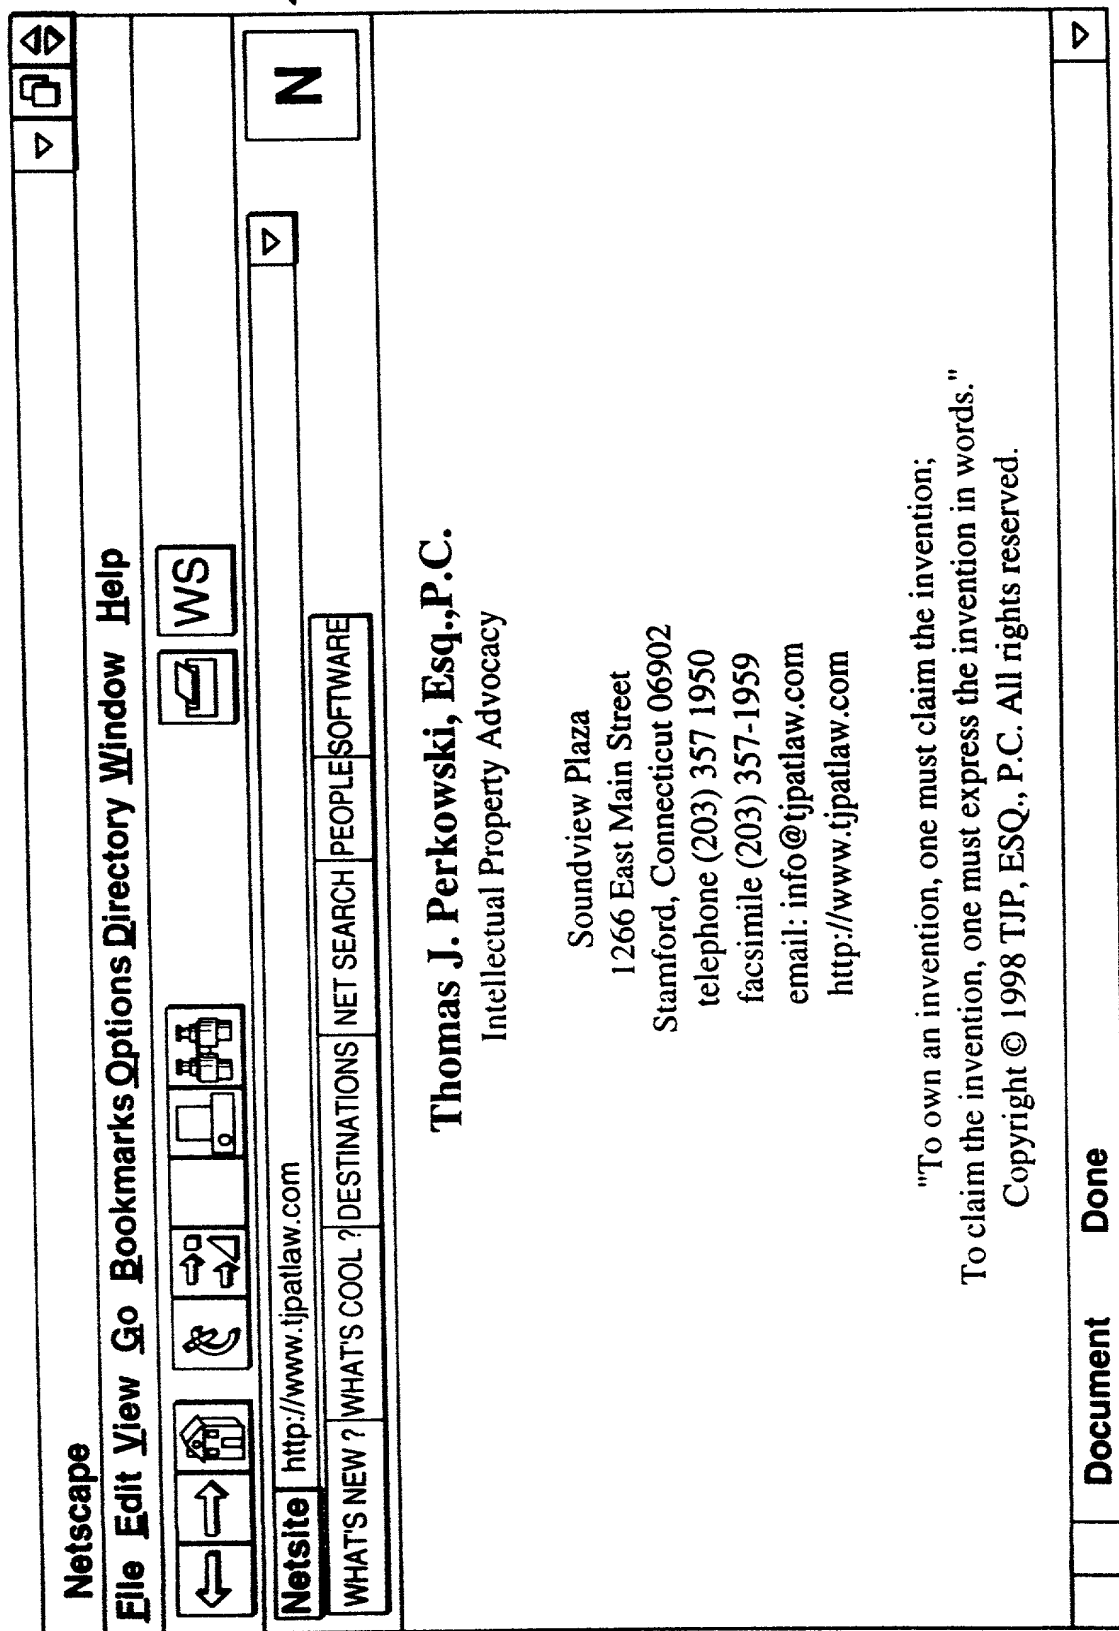 Netscape
File Edit View Go Bookmarks Options Directory Window Help
WS
Netsite http://www.tjpatlaw.com
N
WHAT'S NEW ? WHAT'S COOL ? DESTINATIONS NET SEARCH PEOPLE SOFTWARE
Thomas J. Perkowski, Esq.,P.C.
Intellectual Property Advocacy
Soundview Plaza
1266 East Main Street
Stamford, Connecticut 06902
telephone (203) 357 1950
facsimile (203) 357-1959
email: info@tjpatlaw.com
http://www.tjpatlaw.com
"To own an invention, one must claim the invention;
To claim the invention, one must express the invention in words."
Copyright © 1998 TJP, ESQ., P.C. All rights reserved.
Document Done